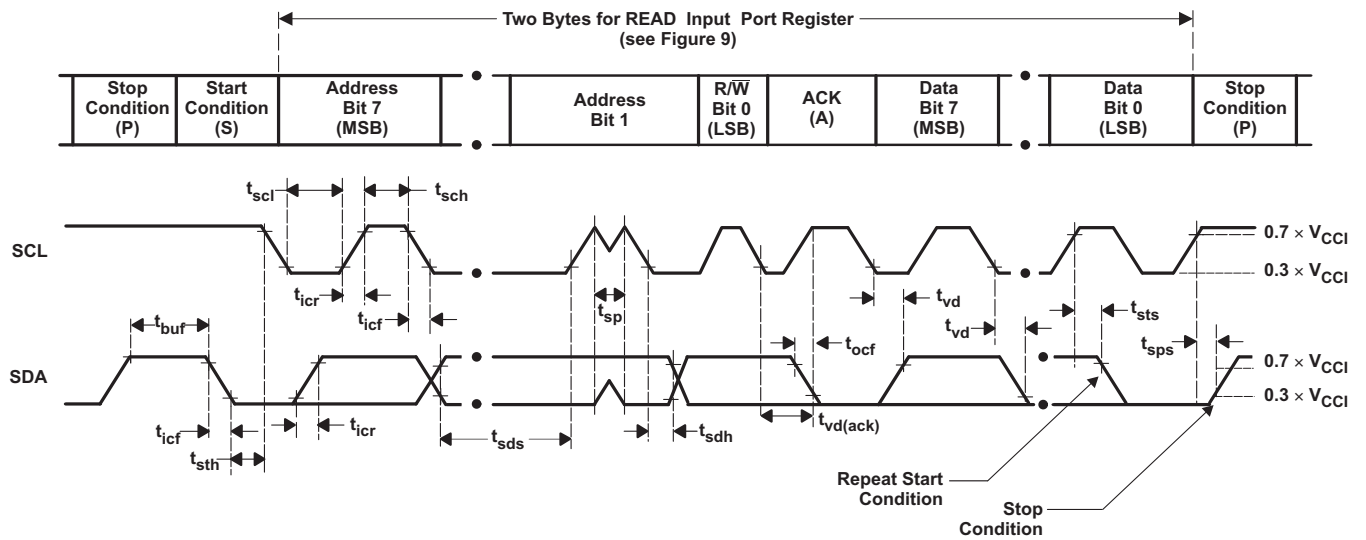 Two Bytes for READ Input Port Register
(see Figure 9)
Stop
Condition
(P)
Start
Condition
(S)
Address
Bit 7
(MSB)
Address
Bit 1
R/W̅
Bit 0
(LSB)
ACK
(A)
Data
Bit 7
(MSB)
Data
Bit 0
(LSB)
Stop
Condition
(P)
tscl
tsch
SCL
0.7 × VCCI
0.3 × VCCI
ticr
ticf
tsp
tvd
tvd
tsts
tbuf
tocf
tsps
SDA
0.7 × VCCI
0.3 × VCCI
ticf
ticr
tsth
tsds
tsdh
tvd(ack)
Repeat Start
Condition
Stop
Condition